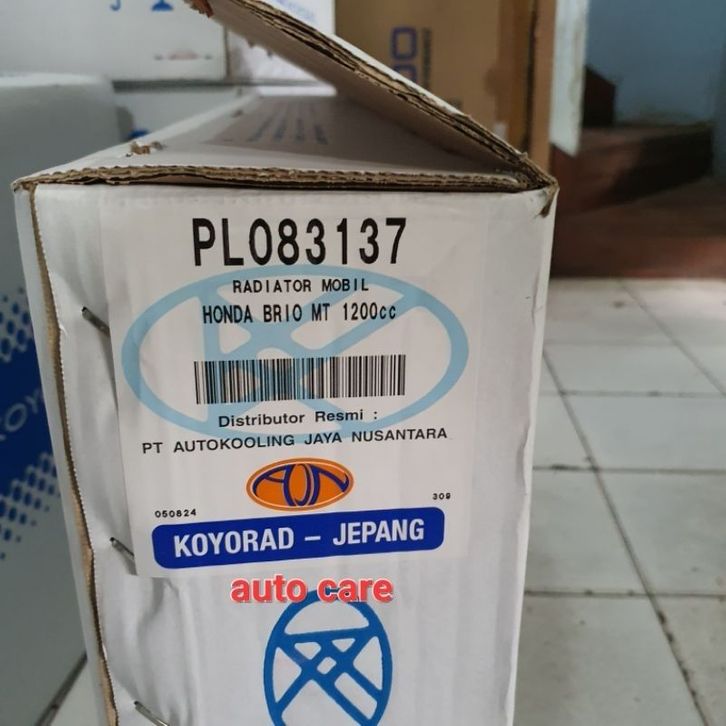 PL083137
RADIATOR MOBIL
HONDA BRIO MT 1200cc
Distributor Resmi :
PT AUTOKOOLING JAYA NUSANTARA
AJN
050824
309
KOYORAD – JEPANG
auto care